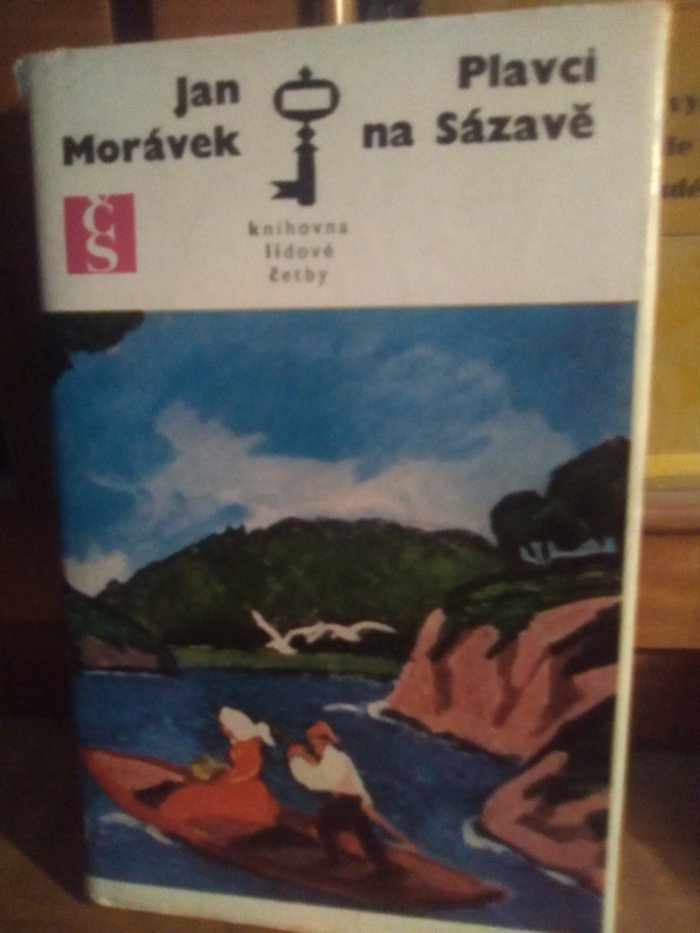 Jan
Morávek
Plavci
na Sázavě
ČS
knihovna
lidové
četby